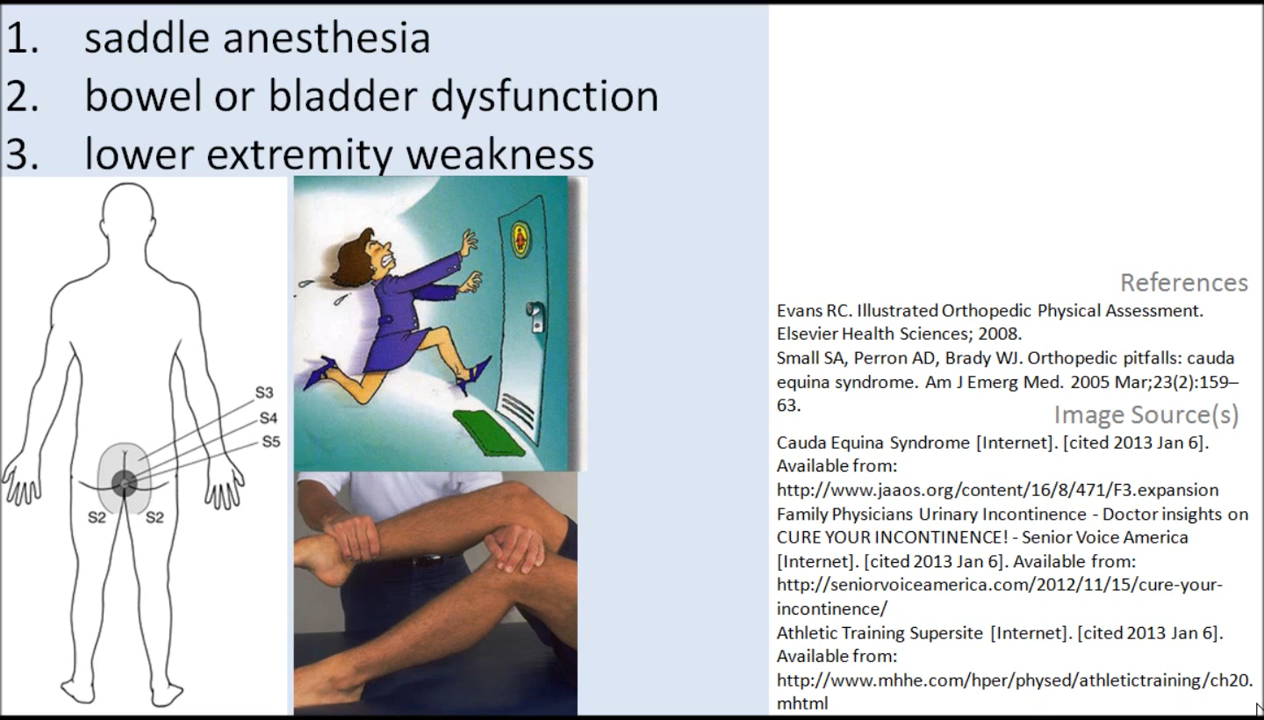 1. saddle anesthesia
2. bowel or bladder dysfunction
3. lower extremity weakness
S3
S4
S5
S2 S2
References
Evans RC. Illustrated Orthopedic Physical Assessment.
Elsevier Health Sciences; 2008.
Small SA, Perron AD, Brady WJ. Orthopedic pitfalls: cauda
equina syndrome. Am J Emerg Med. 2005 Mar;23(2):159–
63.
Image Source(s)
Cauda Equina Syndrome [Internet]. [cited 2013 Jan 6].
Available from:
http://www.jaaos.org/content/16/8/471/F3.expansion
Family Physicians Urinary Incontinence - Doctor insights on
CURE YOUR INCONTINENCE! - Senior Voice America
[Internet]. [cited 2013 Jan 6]. Available from:
http://seniorvoiceamerica.com/2012/11/15/cure-your-
incontinence/
Athletic Training Supersite [Internet]. [cited 2013 Jan 6].
Available from:
http://www.mhhe.com/hper/physed/athletictraining/ch20.
mhtml